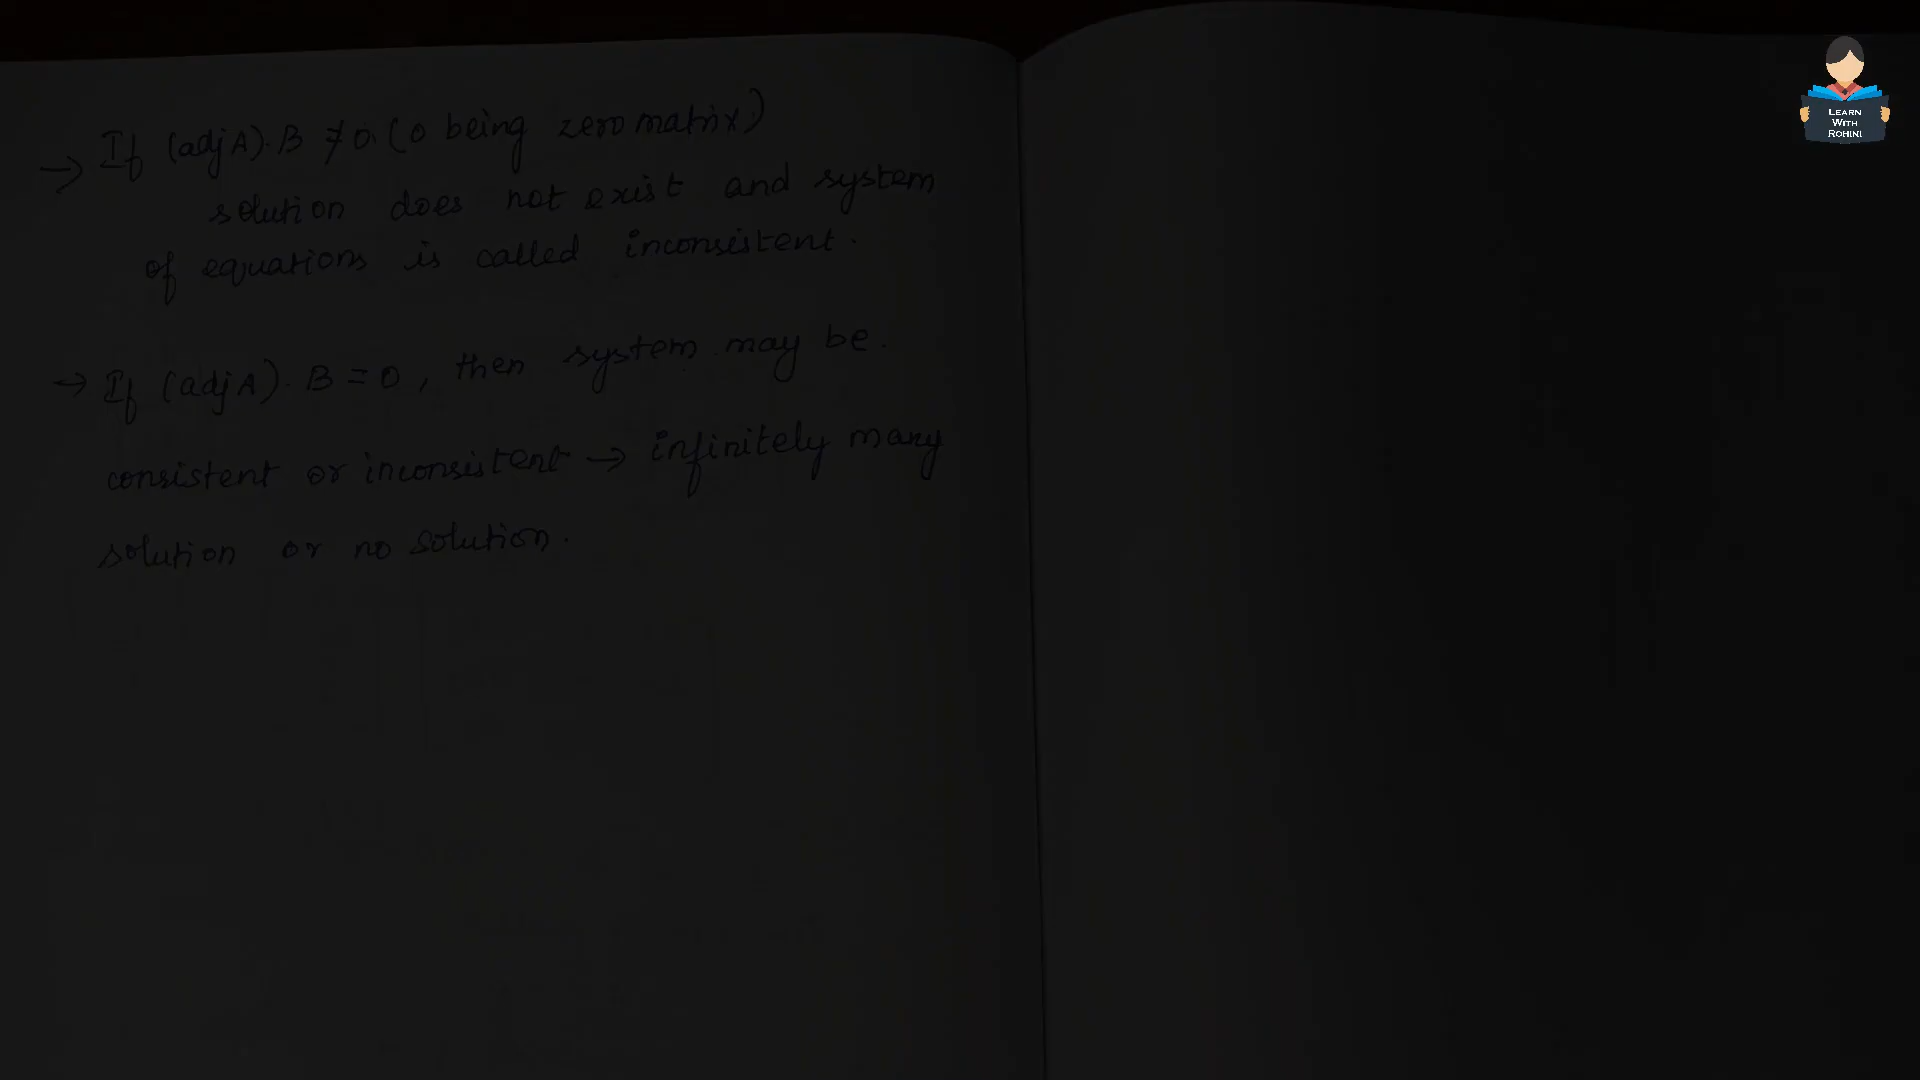 → If (adj A). B ≠ 0. (0 being zero matrix)
solution does not exist and system
of equations is called inconsistent.
→ If (adj A). B = 0, then system may be.
consistent or inconsistent → infinitely many
solution or no solution.
LEARN
WITH
ROHINI